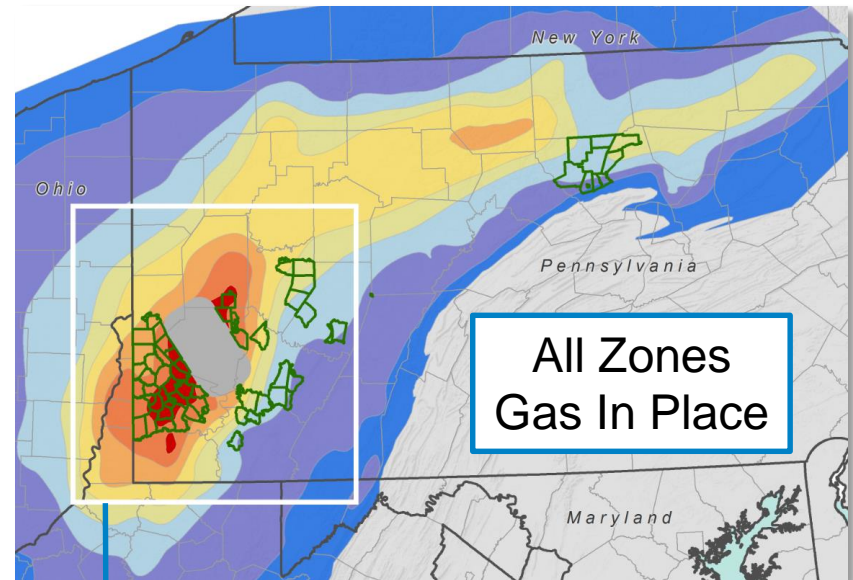 New York
Ohio
Pennsylvania
All Zones
Gas In Place
Maryland